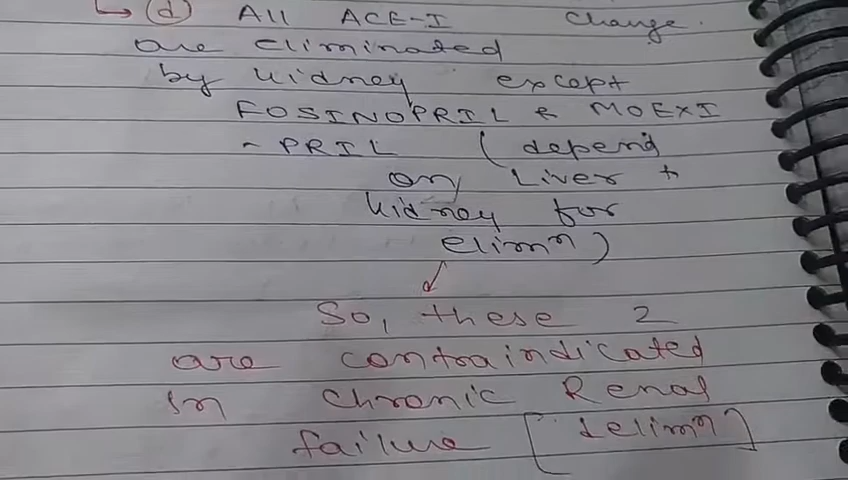 ↳ (d) All ACE-I change.
are eliminated
by kidney except
FOSINOPRIL & MOEXI
- PRIL ( depend
on Liver +
kidney for
elimⁿ )
↙
So, these 2
are contraindicated
in chronic Renal
failure [ ↓elimⁿ ]